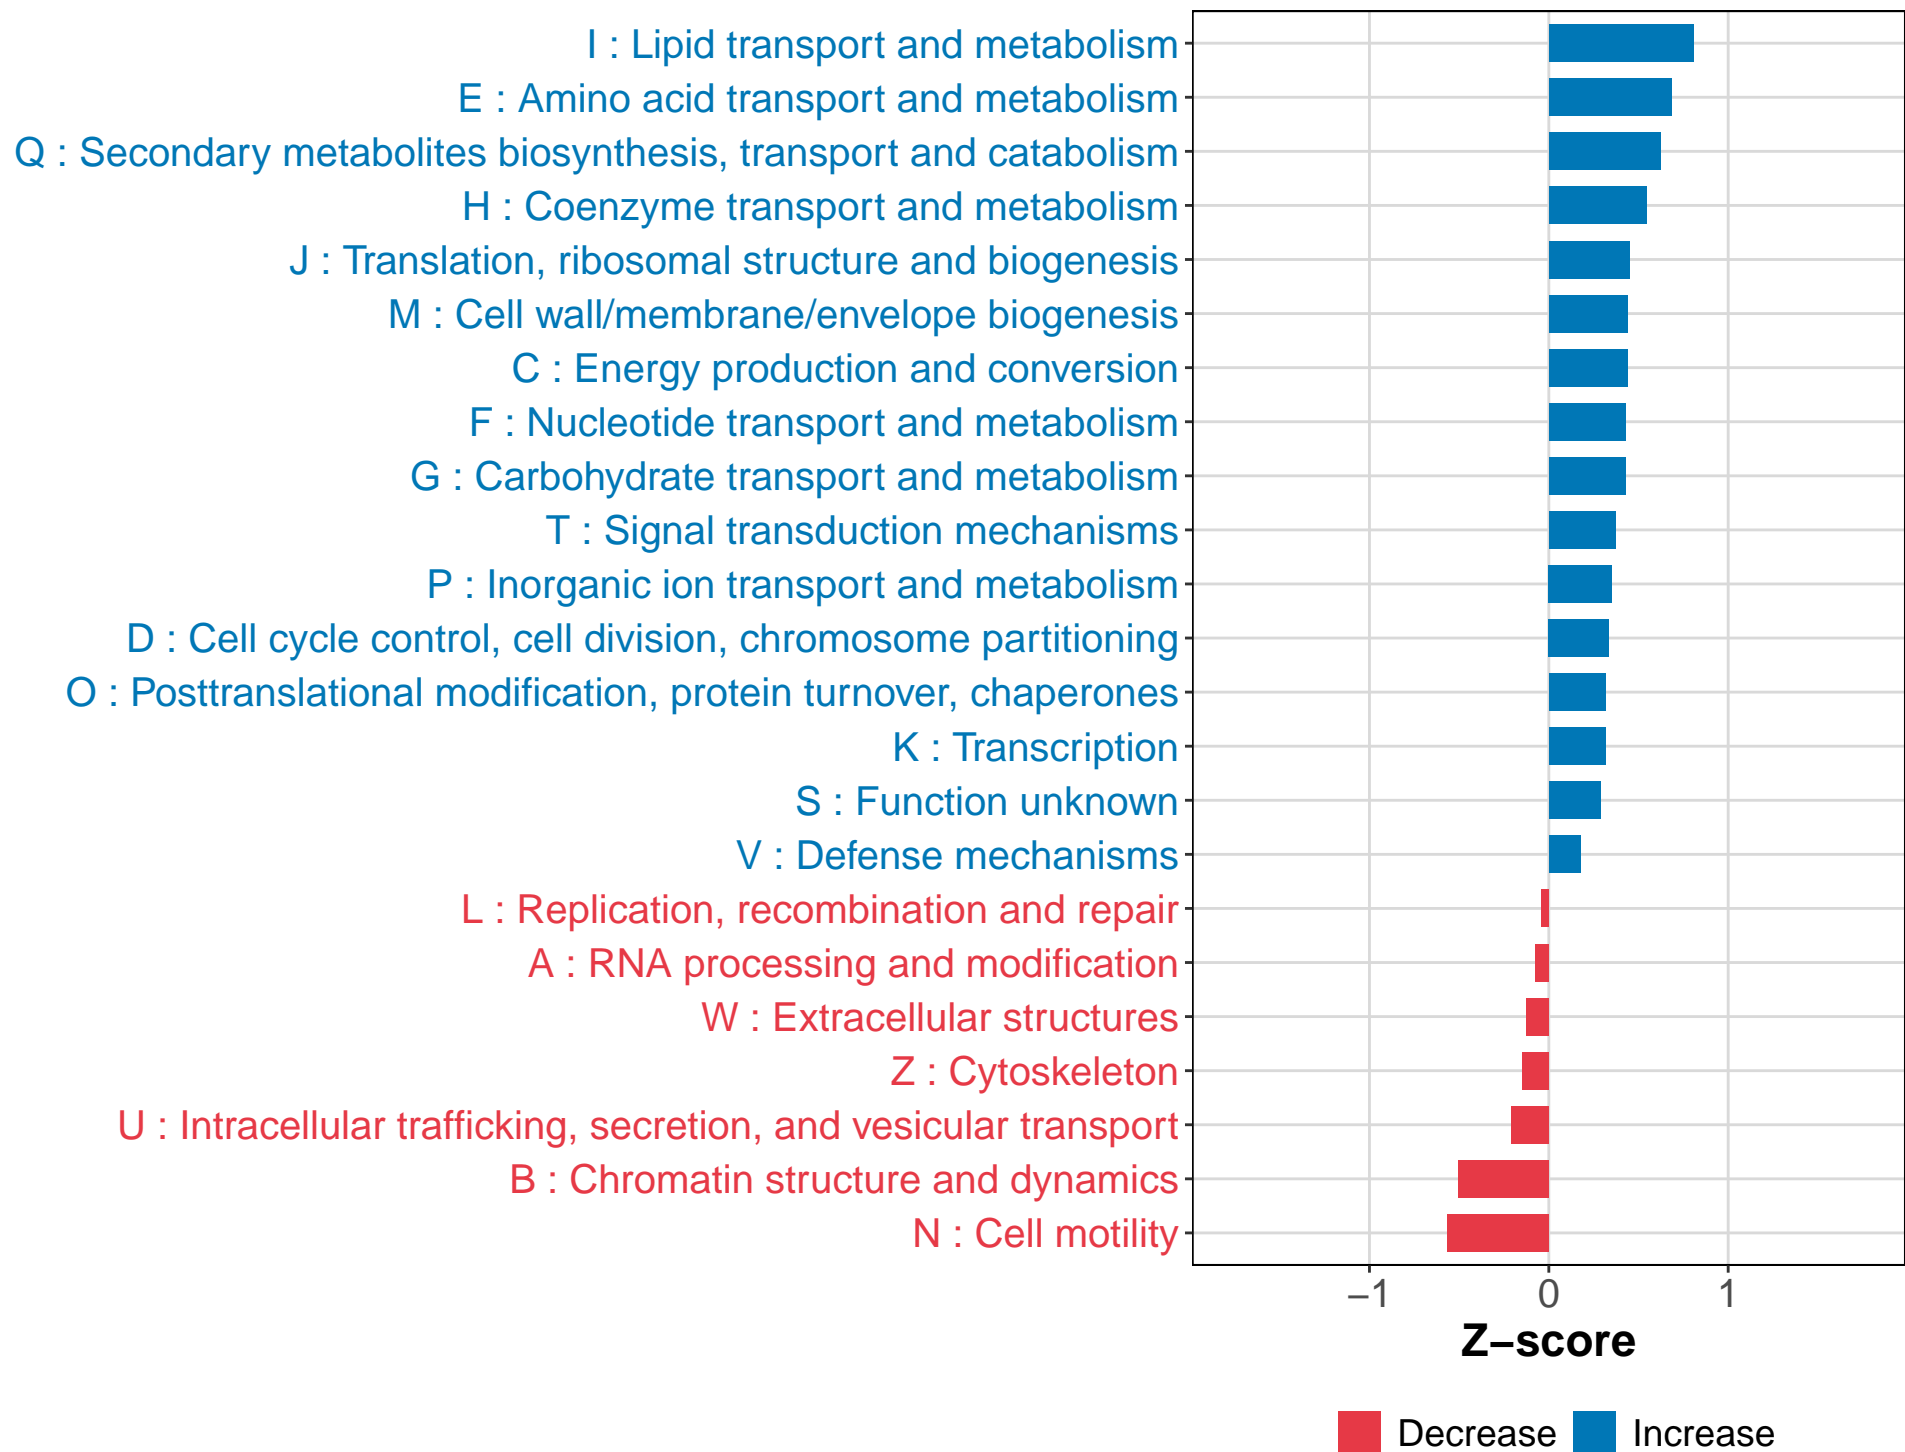 I : Lipid transport and metabolism
E : Amino acid transport and metabolism
Q : Secondary metabolites biosynthesis, transport and catabolism
H : Coenzyme transport and metabolism
J : Translation, ribosomal structure and biogenesis
M : Cell wall/membrane/envelope biogenesis
C : Energy production and conversion
F : Nucleotide transport and metabolism
G : Carbohydrate transport and metabolism
T : Signal transduction mechanisms
P : Inorganic ion transport and metabolism
D : Cell cycle control, cell division, chromosome partitioning
O : Posttranslational modification, protein turnover, chaperones
K : Transcription
S : Function unknown
V : Defense mechanisms
L : Replication, recombination and repair
A : RNA processing and modification
W : Extracellular structures
Z : Cytoskeleton
U : Intracellular trafficking, secretion, and vesicular transport
B : Chromatin structure and dynamics
N : Cell motility
−1 0 1
Z−score
Decrease Increase